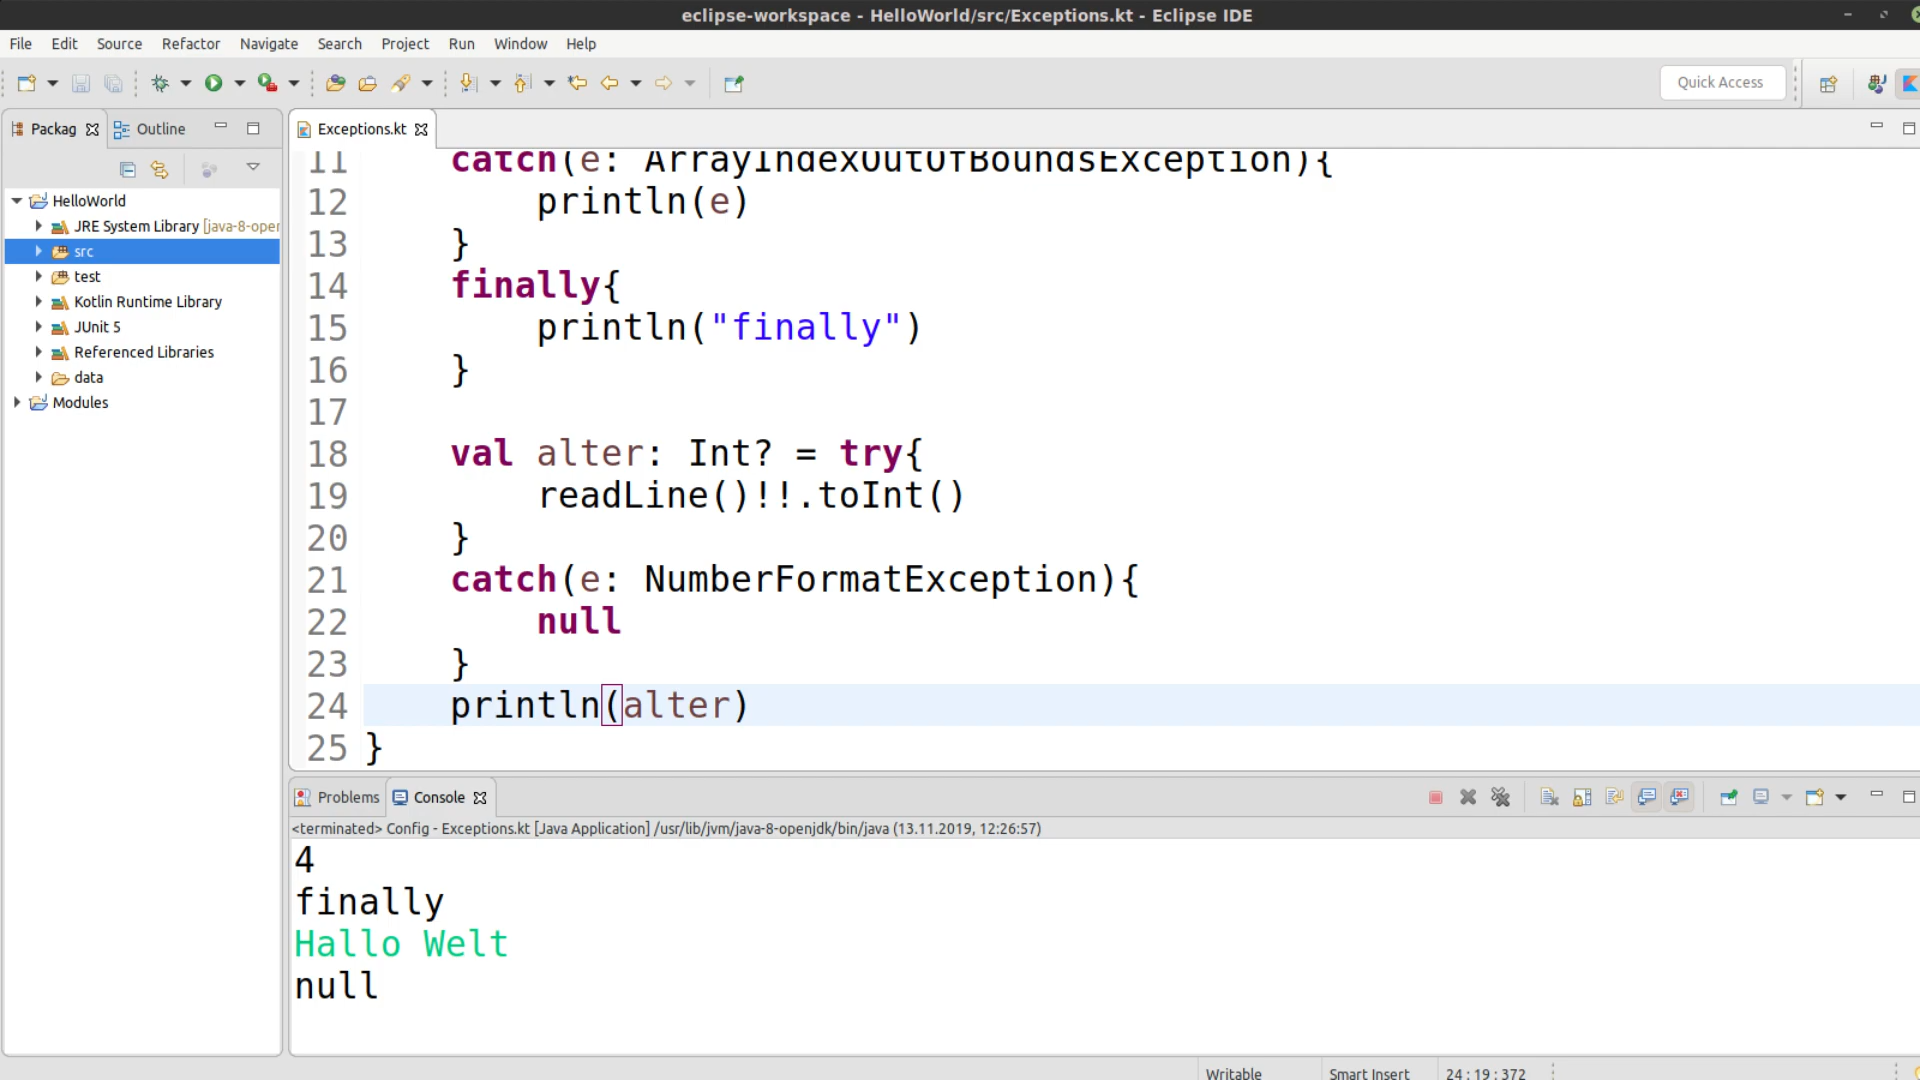 eclipse-workspace - HelloWorld/src/Exceptions.kt - Eclipse IDE
File Edit Source Refactor Navigate Search Project Run Window Help
Quick Access
Packag Outline
HelloWorld
JRE System Library [java-8-oper
src
test
Kotlin Runtime Library
JUnit 5
Referenced Libraries
data
Modules
Exceptions.kt
11 catch(e: ArrayIndexOutOfBoundsException){
12 println(e)
13 }
14 finally{
15 println("finally")
16 }
17
18 val alter: Int? = try{
19 readLine()!!.toInt()
20 }
21 catch(e: NumberFormatException){
22 null
23 }
24 println(alter)
25 }
Problems Console
<terminated> Config - Exceptions.kt [Java Application] /usr/lib/jvm/java-8-openjdk/bin/java (13.11.2019, 12:26:57)
4
finally
Hallo Welt
null
Writable Smart Insert 24 : 19 : 372